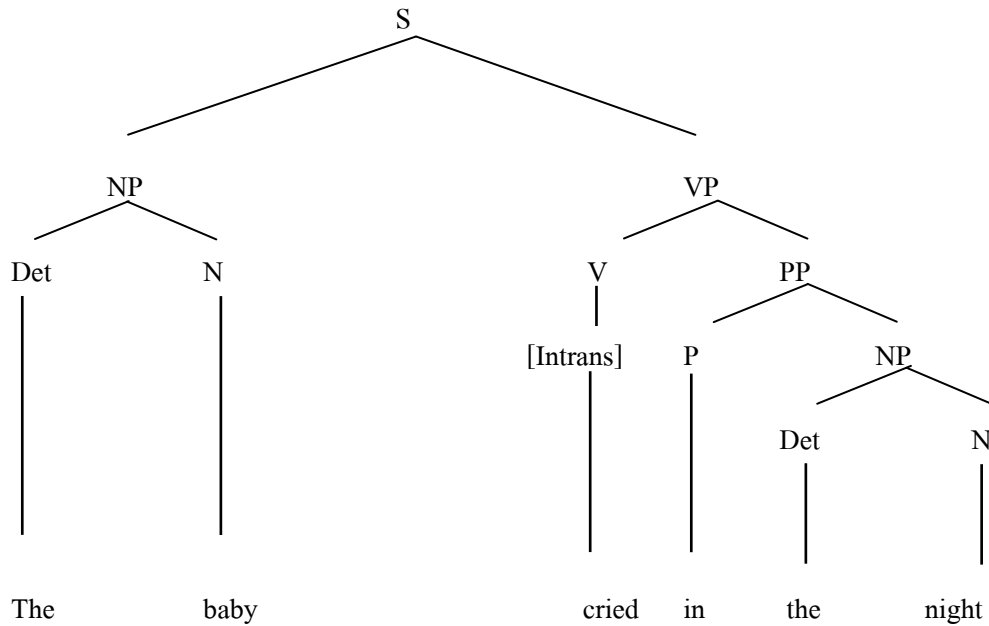 S
NP VP
Det N V PP
[Intrans] P NP
Det N
The baby cried in the night